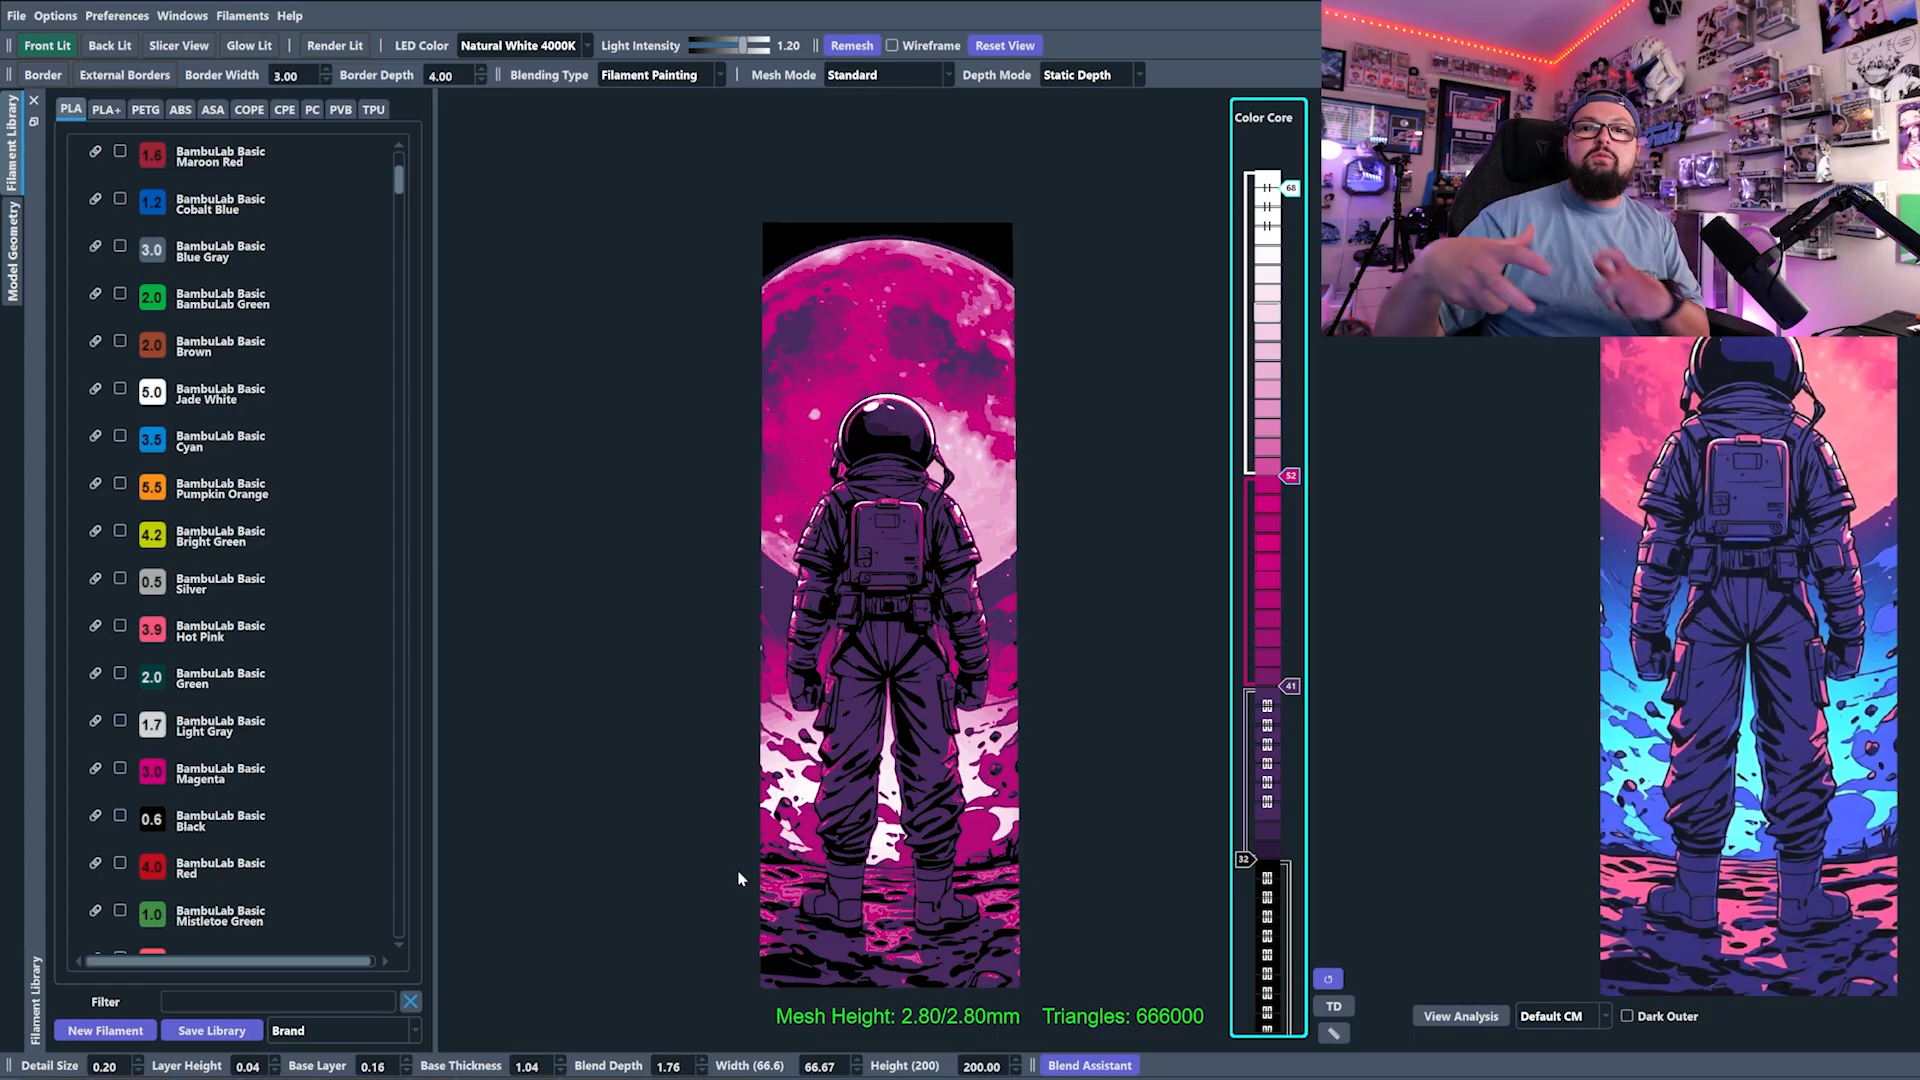 File Options Preferences Windows Filaments Help
Front Lit Back Lit Slicer View Glow Lit Render Lit LED Color Natural White 4000K Light Intensity 1.20 Remesh Wireframe Reset View
Border External Borders Border Width 3.00 Border Depth 4.00 Blending Type Filament Painting Mesh Mode Standard Depth Mode Static Depth
Filament Library
Model Geometry
PLA PLA+ PETG ABS ASA COPE CPE PC PVB TPU
1.6 BambuLab Basic
Maroon Red
1.2 BambuLab Basic
Cobalt Blue
3.0 BambuLab Basic
Blue Gray
2.0 BambuLab Basic
BambuLab Green
2.0 BambuLab Basic
Brown
5.0 BambuLab Basic
Jade White
3.5 BambuLab Basic
Cyan
5.5 BambuLab Basic
Pumpkin Orange
4.2 BambuLab Basic
Bright Green
0.5 BambuLab Basic
Silver
3.9 BambuLab Basic
Hot Pink
2.0 BambuLab Basic
Green
1.7 BambuLab Basic
Light Gray
3.0 BambuLab Basic
Magenta
0.6 BambuLab Basic
Black
4.0 BambuLab Basic
Red
1.0 BambuLab Basic
Mistletoe Green
Filament Library
Filter
New Filament Save Library Brand
Color Core
68
52
41
32
Mesh Height: 2.80/2.80mm Triangles: 666000
TD
View Analysis Default CM Dark Outer
Detail Size 0.20 Layer Height 0.04 Base Layer 0.16 Base Thickness 1.04 Blend Depth 1.76 Width (66.6) 66.67 Height (200) 200.00 Blend Assistant